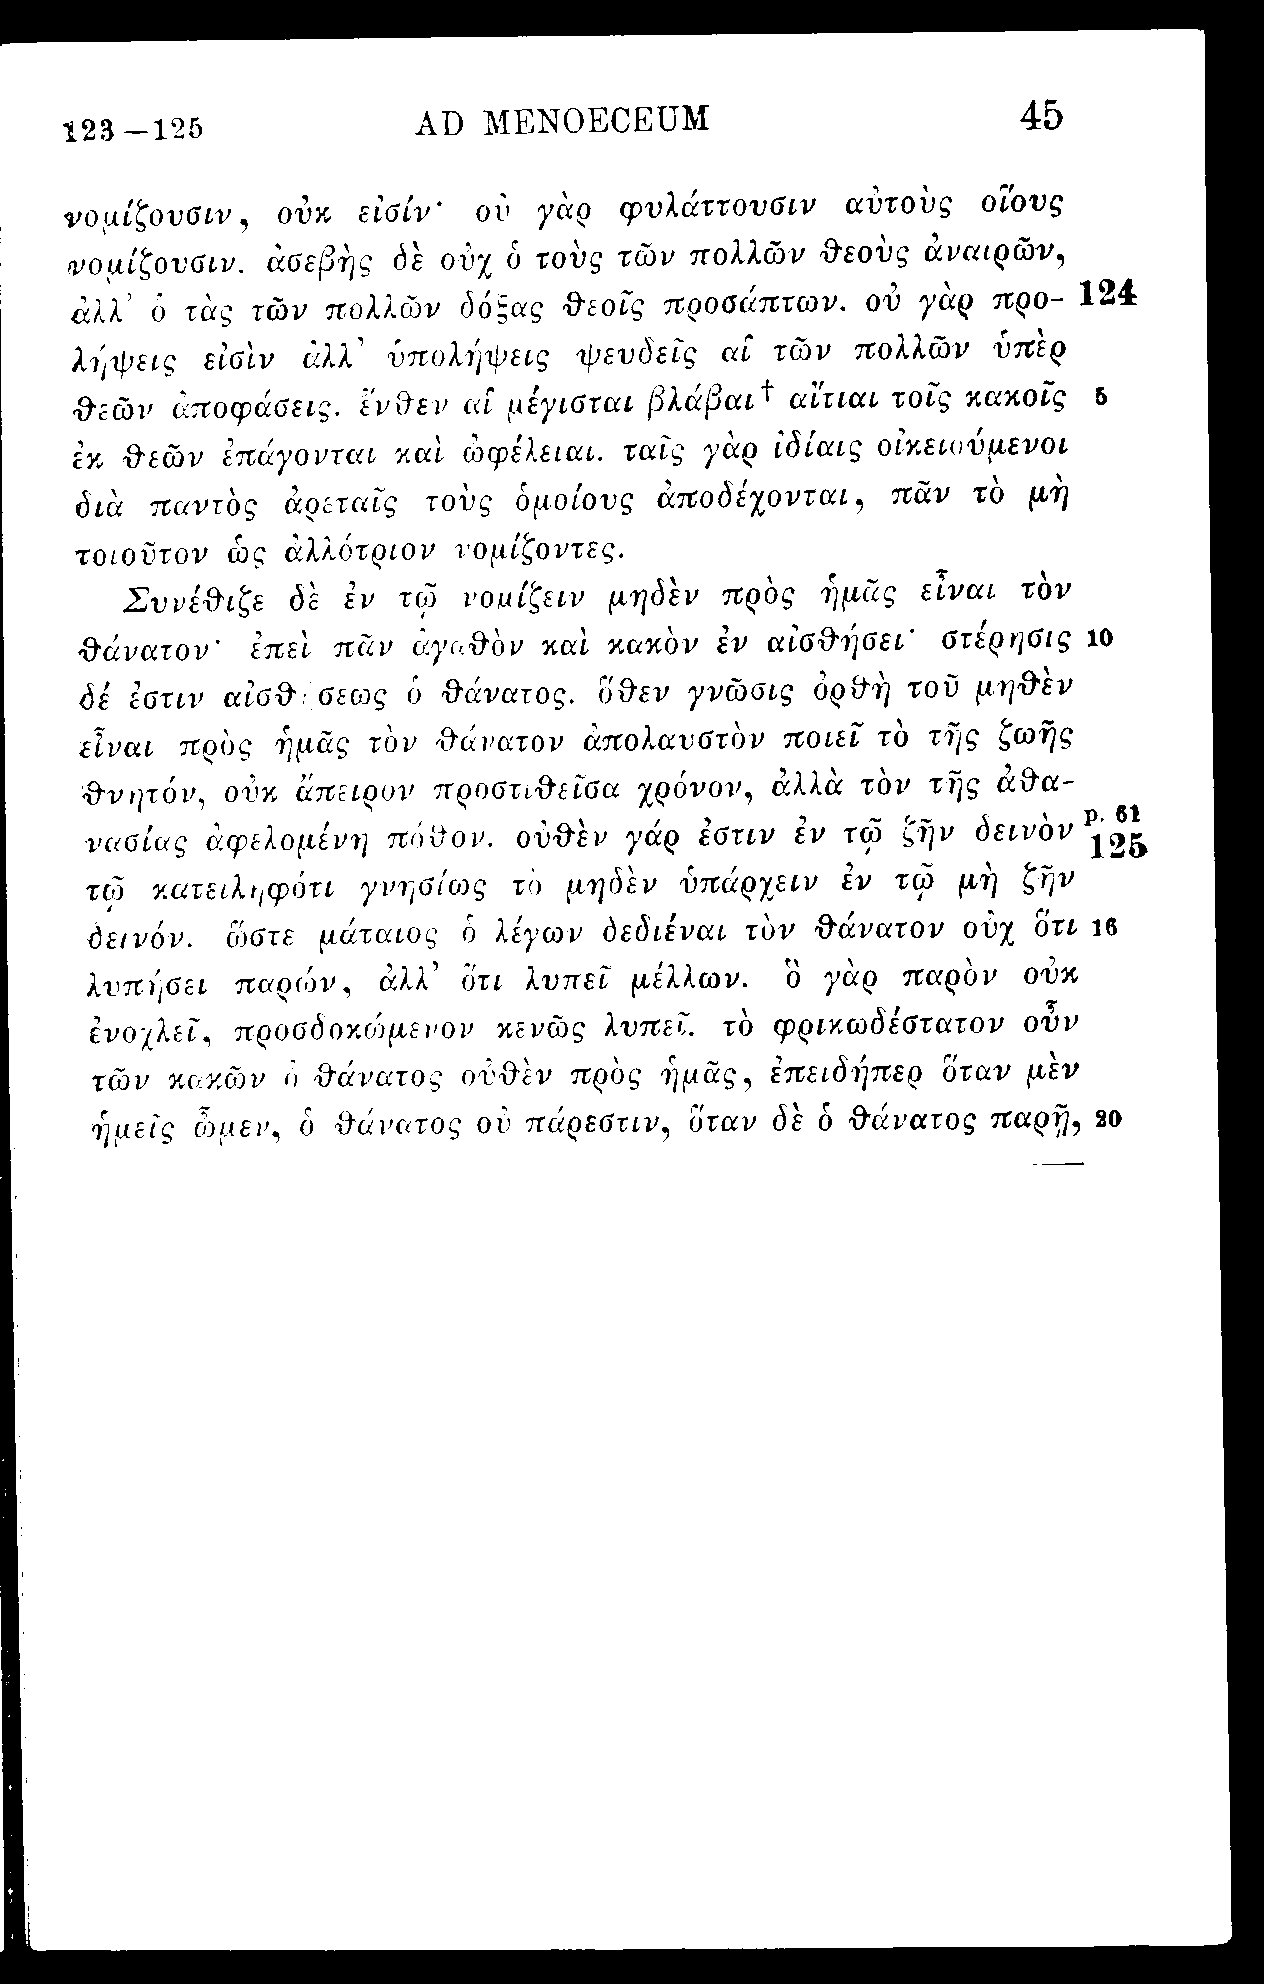 123–125 AD MENOECEUM 45
νομίζουσιν, οὐκ εἰσίν· οὐ γὰρ φυλάττουσιν αὐτοὺς οἵους
νομίζουσιν. ἀσεβὴς δὲ οὐχ ὁ τοὺς τῶν πολλῶν θεοὺς ἀναιρῶν,
ἀλλ’ ὁ τὰς τῶν πολλῶν δόξας θεοῖς προσάπτων. οὐ γὰρ προ- 124
λήψεις εἰσὶν ἀλλ’ ὑπολήψεις ψευδεῖς αἱ τῶν πολλῶν ὑπὲρ
θεῶν ἀποφάσεις. ἔνθεν αἱ μέγισται βλάβαι† αἴτιαι τοῖς κακοῖς 5
ἐκ θεῶν ἐπάγονται καὶ ὠφέλειαι. ταῖς γὰρ ἰδίαις οἰκειούμενοι
διὰ παντὸς ἀρεταῖς τοὺς ὁμοίους ἀποδέχονται, πᾶν τὸ μὴ
τοιοῦτον ὡς ἀλλότριον νομίζοντες.
Συνέθιζε δὲ ἐν τῷ νομίζειν μηδὲν πρὸς ἡμᾶς εἶναι τὸν
θάνατον· ἐπεὶ πᾶν ἀγαθὸν καὶ κακὸν ἐν αἰσθήσει· στέρησις 10
δέ ἐστιν αἰσθήσεως ὁ θάνατος. ὅθεν γνῶσις ὀρθὴ τοῦ μηθὲν
εἶναι πρὸς ἡμᾶς τὸν θάνατον ἀπολαυστὸν ποιεῖ τὸ τῆς ζωῆς
θνητόν, οὐκ ἄπειρον προστιθεῖσα χρόνον, ἀλλὰ τὸν τῆς ἀθα-
νασίας ἀφελομένη πόθον. οὐθὲν γάρ ἐστιν ἐν τῷ ζῆν δεινὸν p. 61 125
τῷ κατειληφότι γνησίως τὸ μηδὲν ὑπάρχειν ἐν τῷ μὴ ζῆν
δεινόν. ὥστε μάταιος ὁ λέγων δεδιέναι τὸν θάνατον οὐχ ὅτι 16
λυπήσει παρών, ἀλλ’ ὅτι λυπεῖ μέλλων. ὃ γὰρ παρὸν οὐκ
ἐνοχλεῖ, προσδοκώμενον κενῶς λυπεῖ. τὸ φρικωδέστατον οὖν
τῶν κακῶν ὁ θάνατος οὐθὲν πρὸς ἡμᾶς, ἐπειδήπερ ὅταν μὲν
ἡμεῖς ὦμεν, ὁ θάνατος οὐ πάρεστιν, ὅταν δὲ ὁ θάνατος παρῇ, 20